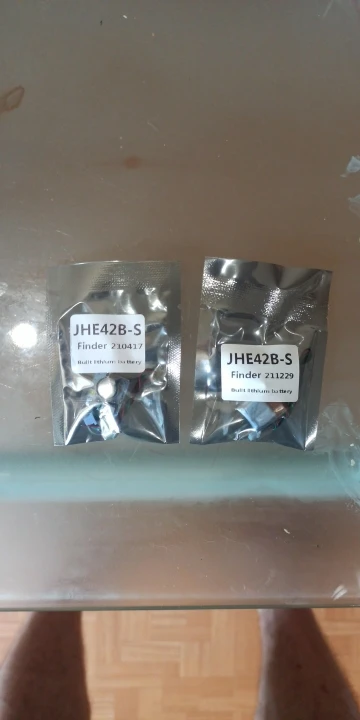 JHE42B-S
Finder 210417
Built lithium battery
JHE42B-S
Finder 211229
Built lithium battery